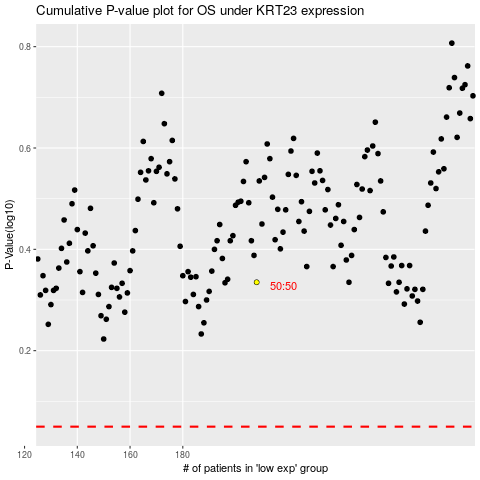 Cumulative P-value plot for OS under KRT23 expression
P-Value(log10)
0.8
0.6
0.4
0.2
50:50
120 140 160 180
# of patients in 'low exp' group